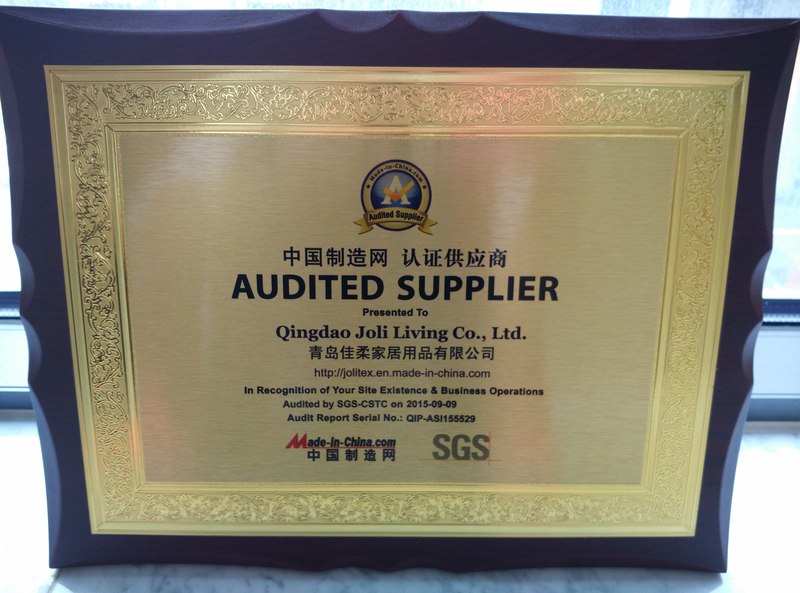 Made-in-China.com
Audited Supplier
中国制造网 认证供应商
AUDITED SUPPLIER
Presented To
Qingdao Joli Living Co., Ltd.
青岛佳柔家居用品有限公司
http://jolitex.en.made-in-china.com
In Recognition of Your Site Existence & Business Operations
Audited by SGS-CSTC on 2015-09-09
Audit Report Serial No.: QIP-ASI155529
Made-in-China.com
中国制造网
SGS